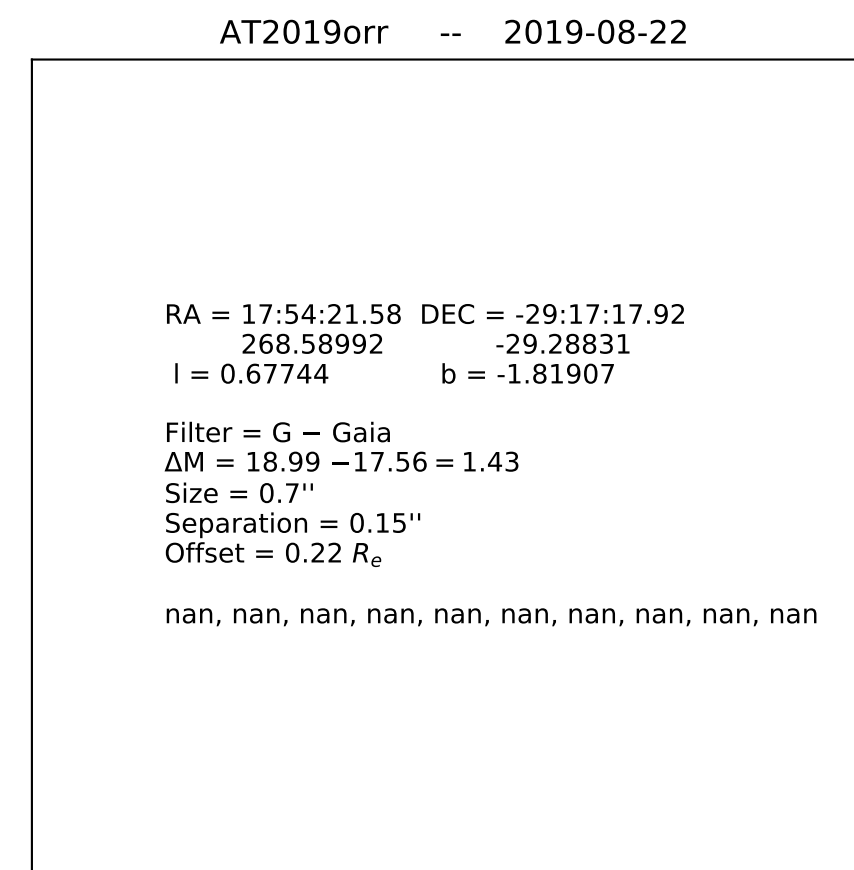 AT2019orr -- 2019-08-22
RA = 17:54:21.58 DEC = -29:17:17.92
268.58992 -29.28831
l = 0.67744 b = -1.81907
Filter = G − Gaia
ΔM = 18.99 −17.56 = 1.43
Size = 0.7''
Separation = 0.15''
Offset = 0.22 Rₑ
nan, nan, nan, nan, nan, nan, nan, nan, nan, nan